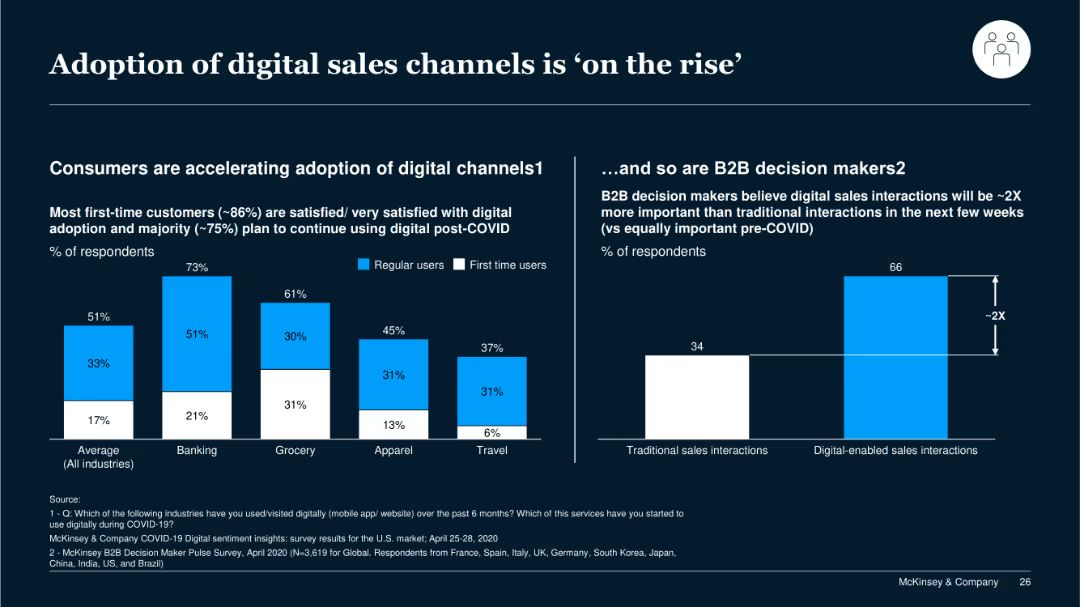 Adoption of digital sales channels is ‘on the rise’
Consumers are accelerating adoption of digital channels1
Most first-time customers (~86%) are satisfied/ very satisfied with digital
adoption and majority (~75%) plan to continue using digital post-COVID
% of respondents
Regular users
First time users
51%
33%
17%
Average
(All industries)
73%
51%
21%
Banking
61%
30%
31%
Grocery
45%
31%
13%
Apparel
37%
31%
6%
Travel
…and so are B2B decision makers2
B2B decision makers believe digital sales interactions will be ~2X
more important than traditional interactions in the next few weeks
(vs equally important pre-COVID)
% of respondents
34
Traditional sales interactions
66
Digital-enabled sales interactions
~2X
Source:
1 - Q: Which of the following industries have you used/visited digitally (mobile app/ website) over the past 6 months? Which of this services have you started to
use digitally during COVID-19?
McKinsey & Company COVID-19 Digital sentiment insights: survey results for the U.S. market; April 25-28, 2020
2 - McKinsey B2B Decision Maker Pulse Survey, April 2020 (N=3,619 for Global. Respondents from France, Spain, Italy, UK, Germany, South Korea, Japan,
China, India, US, and Brazil)
McKinsey & Company 26